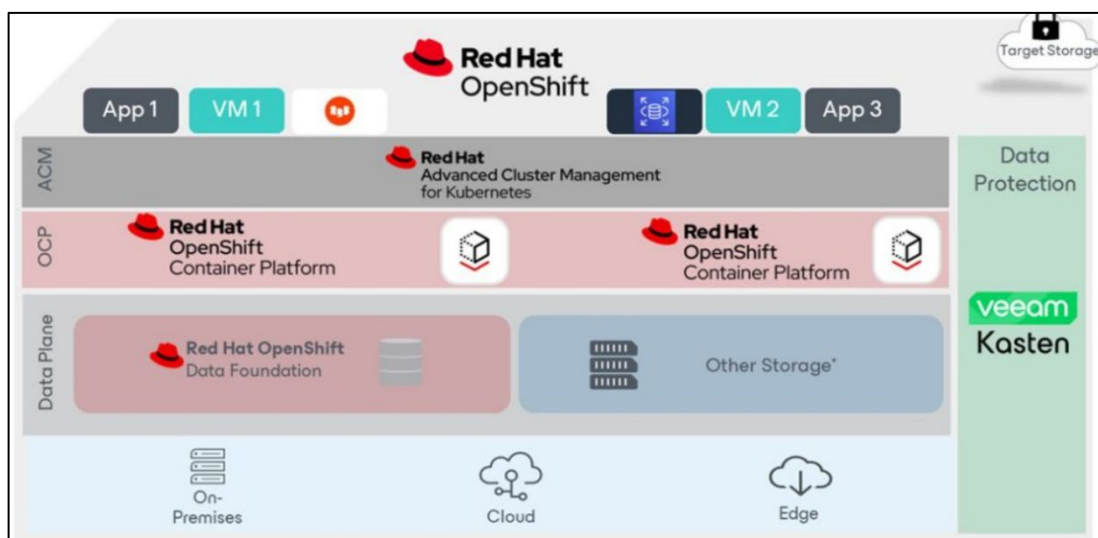 Red Hat
OpenShift
Target Storage
App 1
VM 1
VM 2
App 3
ACM
Red Hat
Advanced Cluster Management
for Kubernetes
Data
Protection
OCP
Red Hat
OpenShift
Container Platform
Red Hat
OpenShift
Container Platform
veeam
Kasten
Data Plane
Red Hat OpenShift
Data Foundation
Other Storage*
On-
Premises
Cloud
Edge